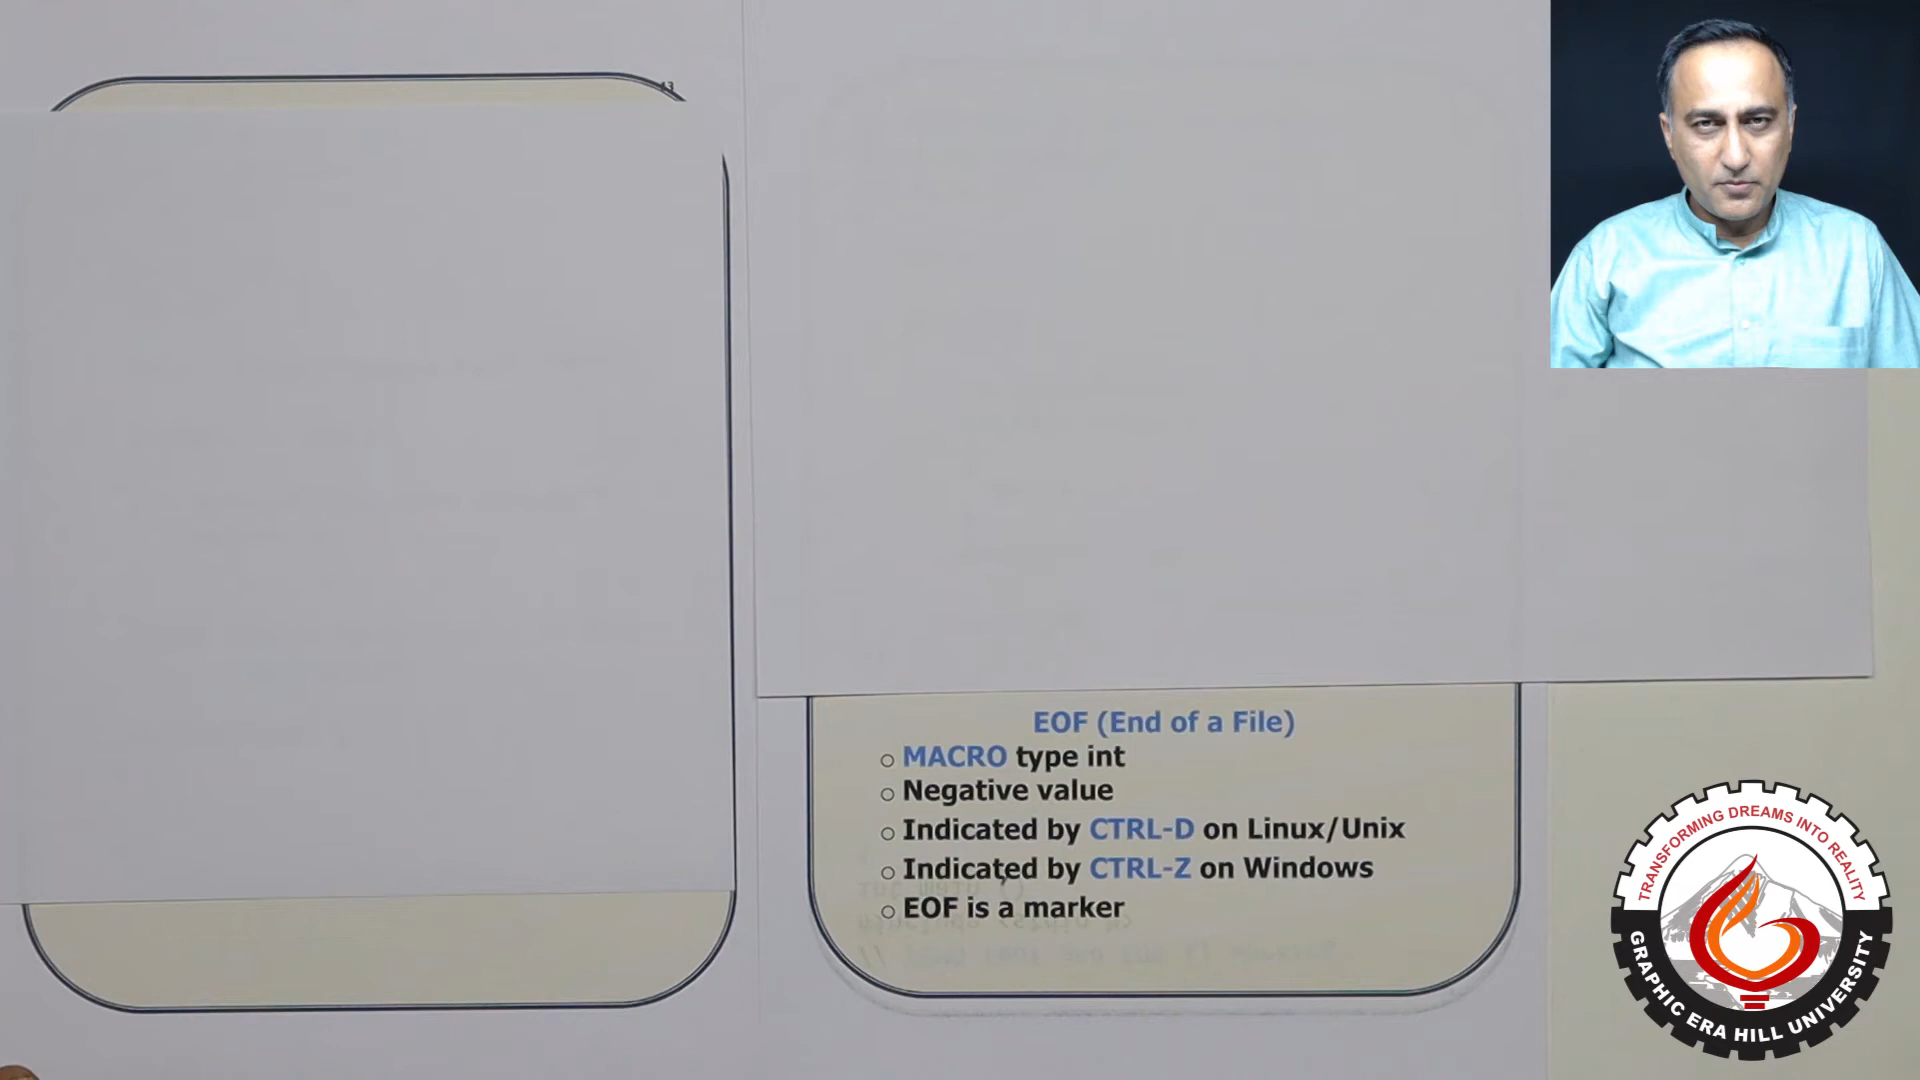 13
EOF (End of a File)
○ MACRO type int
○ Negative value
○ Indicated by CTRL-D on Linux/Unix
○ Indicated by CTRL-Z on Windows
○ EOF is a marker
TRANSFORMING DREAMS INTO REALITY
GRAPHIC ERA HILL UNIVERSITY